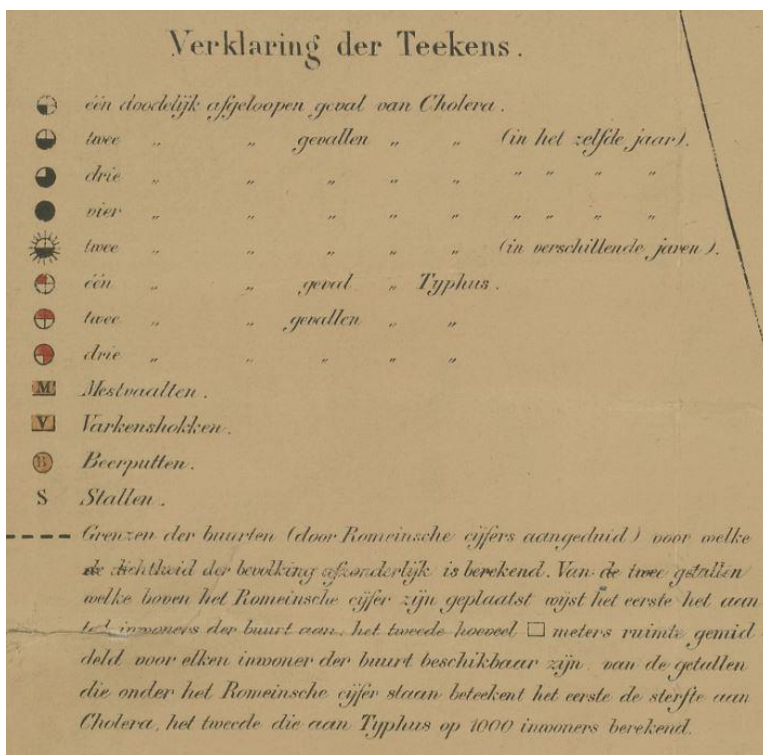 Verklaring der Teekens.
één doodelijk afgeloopen geval van Cholera.
twee „ „ gevallen „ „ (in het zelfde jaar).
drie „ „ „ „ „ „ „ „ „
vier „ „ „ „ „ „ „ „ „
twee „ „ „ „ „ (in verschillende jaren).
één „ „ geval „ Typhus.
twee „ „ gevallen „ „
drie „ „ „ „ „
M Mestvaalten.
V Varkenshokken.
B Beerputten.
S Stallen.
Grenzen der buurten (door Romeinsche cijfers aangeduid) voor welke
de dichtheid der bevolking afzonderlijk is berekend. Van de twee getallen
welke boven het Romeinsche cijfer zijn geplaatst wijst het eerste het aan
tal inwoners der buurt aan, het tweede hoeveel □ meters ruimte gemid
deld voor elken inwoner der buurt beschikbaar zijn. van de getallen
die onder het Romeinsche cijfer staan beteekent het eerste de sterfte aan
Cholera, het tweede die aan Typhus op 1000 inwoners berekend.